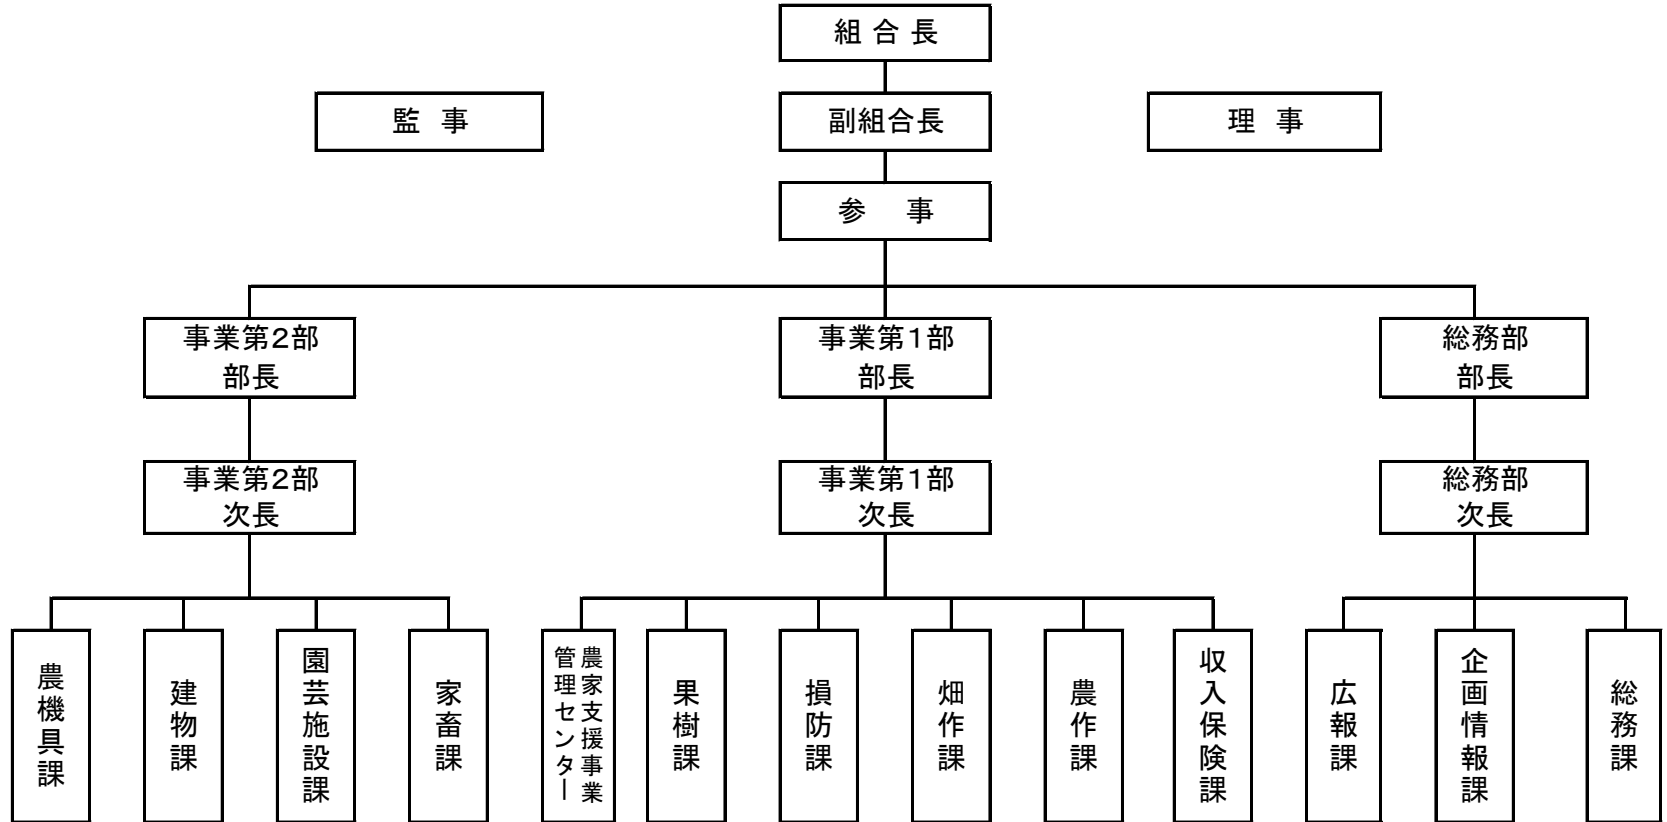 組合長
監事
副組合長
理事
参事
事業第2部
部長
事業第1部
部長
総務部
部長
事業第2部
次長
事業第1部
次長
総務部
次長
農機具課
建物課
園芸施設課
家畜課
農家支援事業
管理センター
果樹課
損防課
畑作課
農作課
収入保険課
広報課
企画情報課
総務課